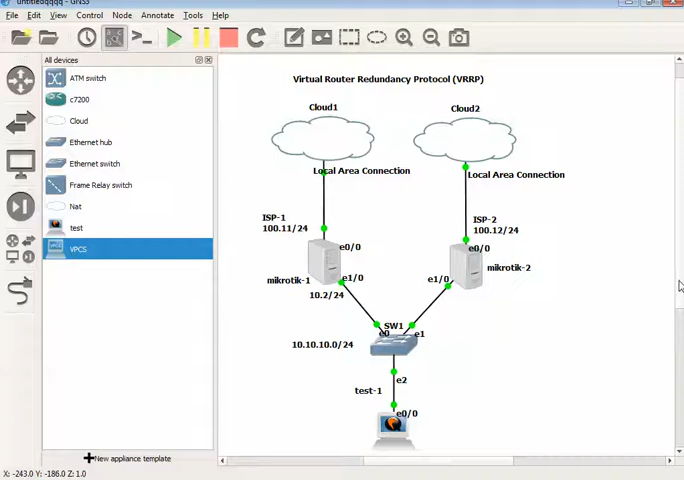 untitledqqqq - GNS3
File Edit View Control Node Annotate Tools Help
All devices
ATM switch
c7200
Cloud
Ethernet hub
Ethernet switch
Frame Relay switch
Nat
test
VPCS
New appliance template
X: -243.0 Y: -186.0 Z: 1.0
Virtual Router Redundancy Protocol (VRRP)
Cloud1
Cloud2
Local Area Connection
Local Area Connection
ISP-1
100.11/24
ISP-2
100.12/24
e0/0
e0/0
mikrotik-1
e1/0
e1/0
mikrotik-2
10.2/24
SW1
e0
e1
10.10.10.0/24
e2
test-1
e0/0